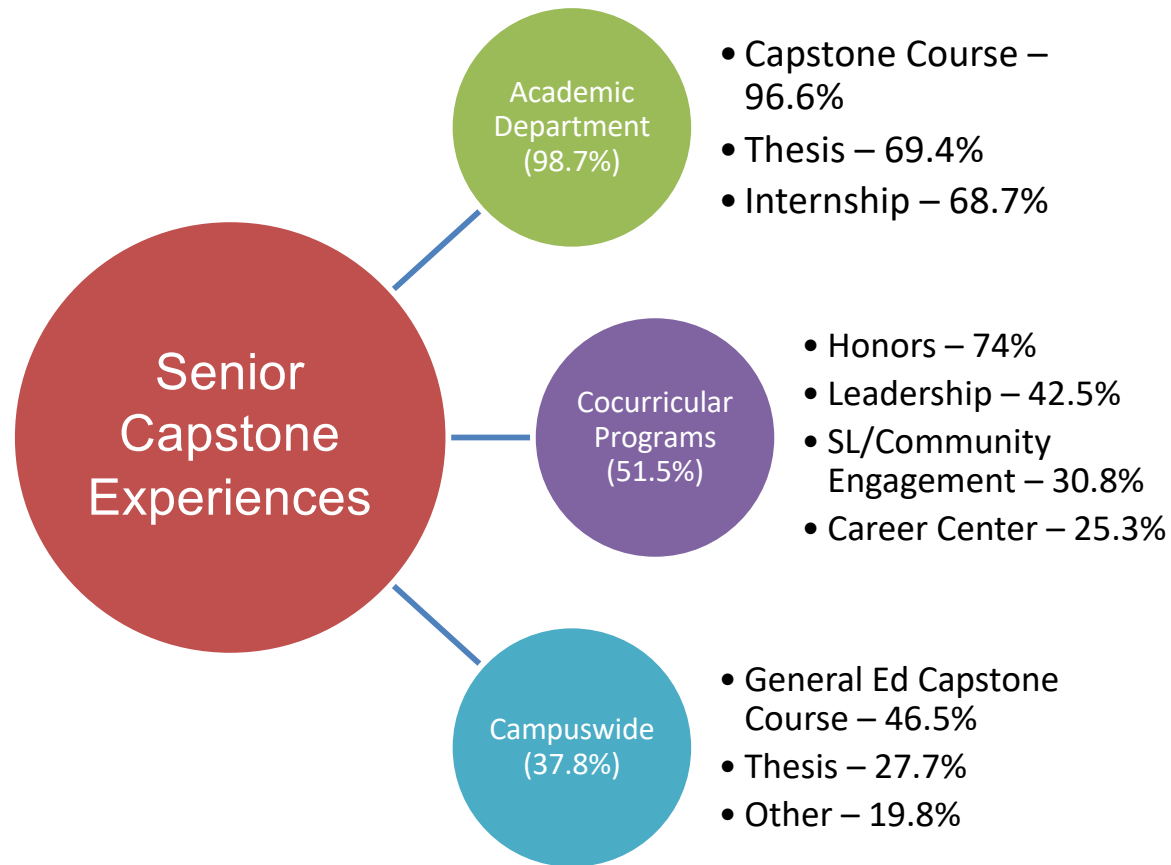 Senior
Capstone
Experiences
Academic
Department
(98.7%)
• Capstone Course –
96.6%
• Thesis – 69.4%
• Internship – 68.7%
Cocurricular
Programs
(51.5%)
• Honors – 74%
• Leadership – 42.5%
• SL/Community
Engagement – 30.8%
• Career Center – 25.3%
Campuswide
(37.8%)
• General Ed Capstone
Course – 46.5%
• Thesis – 27.7%
• Other – 19.8%